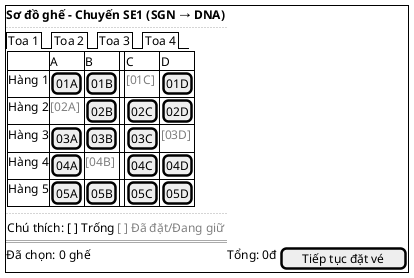 Sơ đồ ghế - Chuyến SE1 (SGN → DNA)
Toa 1 Toa 2 Toa 3 Toa 4
A B C D
Hàng 1 01A 01B [01C] 01D
Hàng 2 [02A] 02B 02C 02D
Hàng 3 03A 03B 03C [03D]
Hàng 4 04A [04B] 04C 04D
Hàng 5 05A 05B 05C 05D
Chú thích: [ ] Trống [ ] Đã đặt/Đang giữ
Đã chọn: 0 ghế Tổng: 0đ Tiếp tục đặt vé